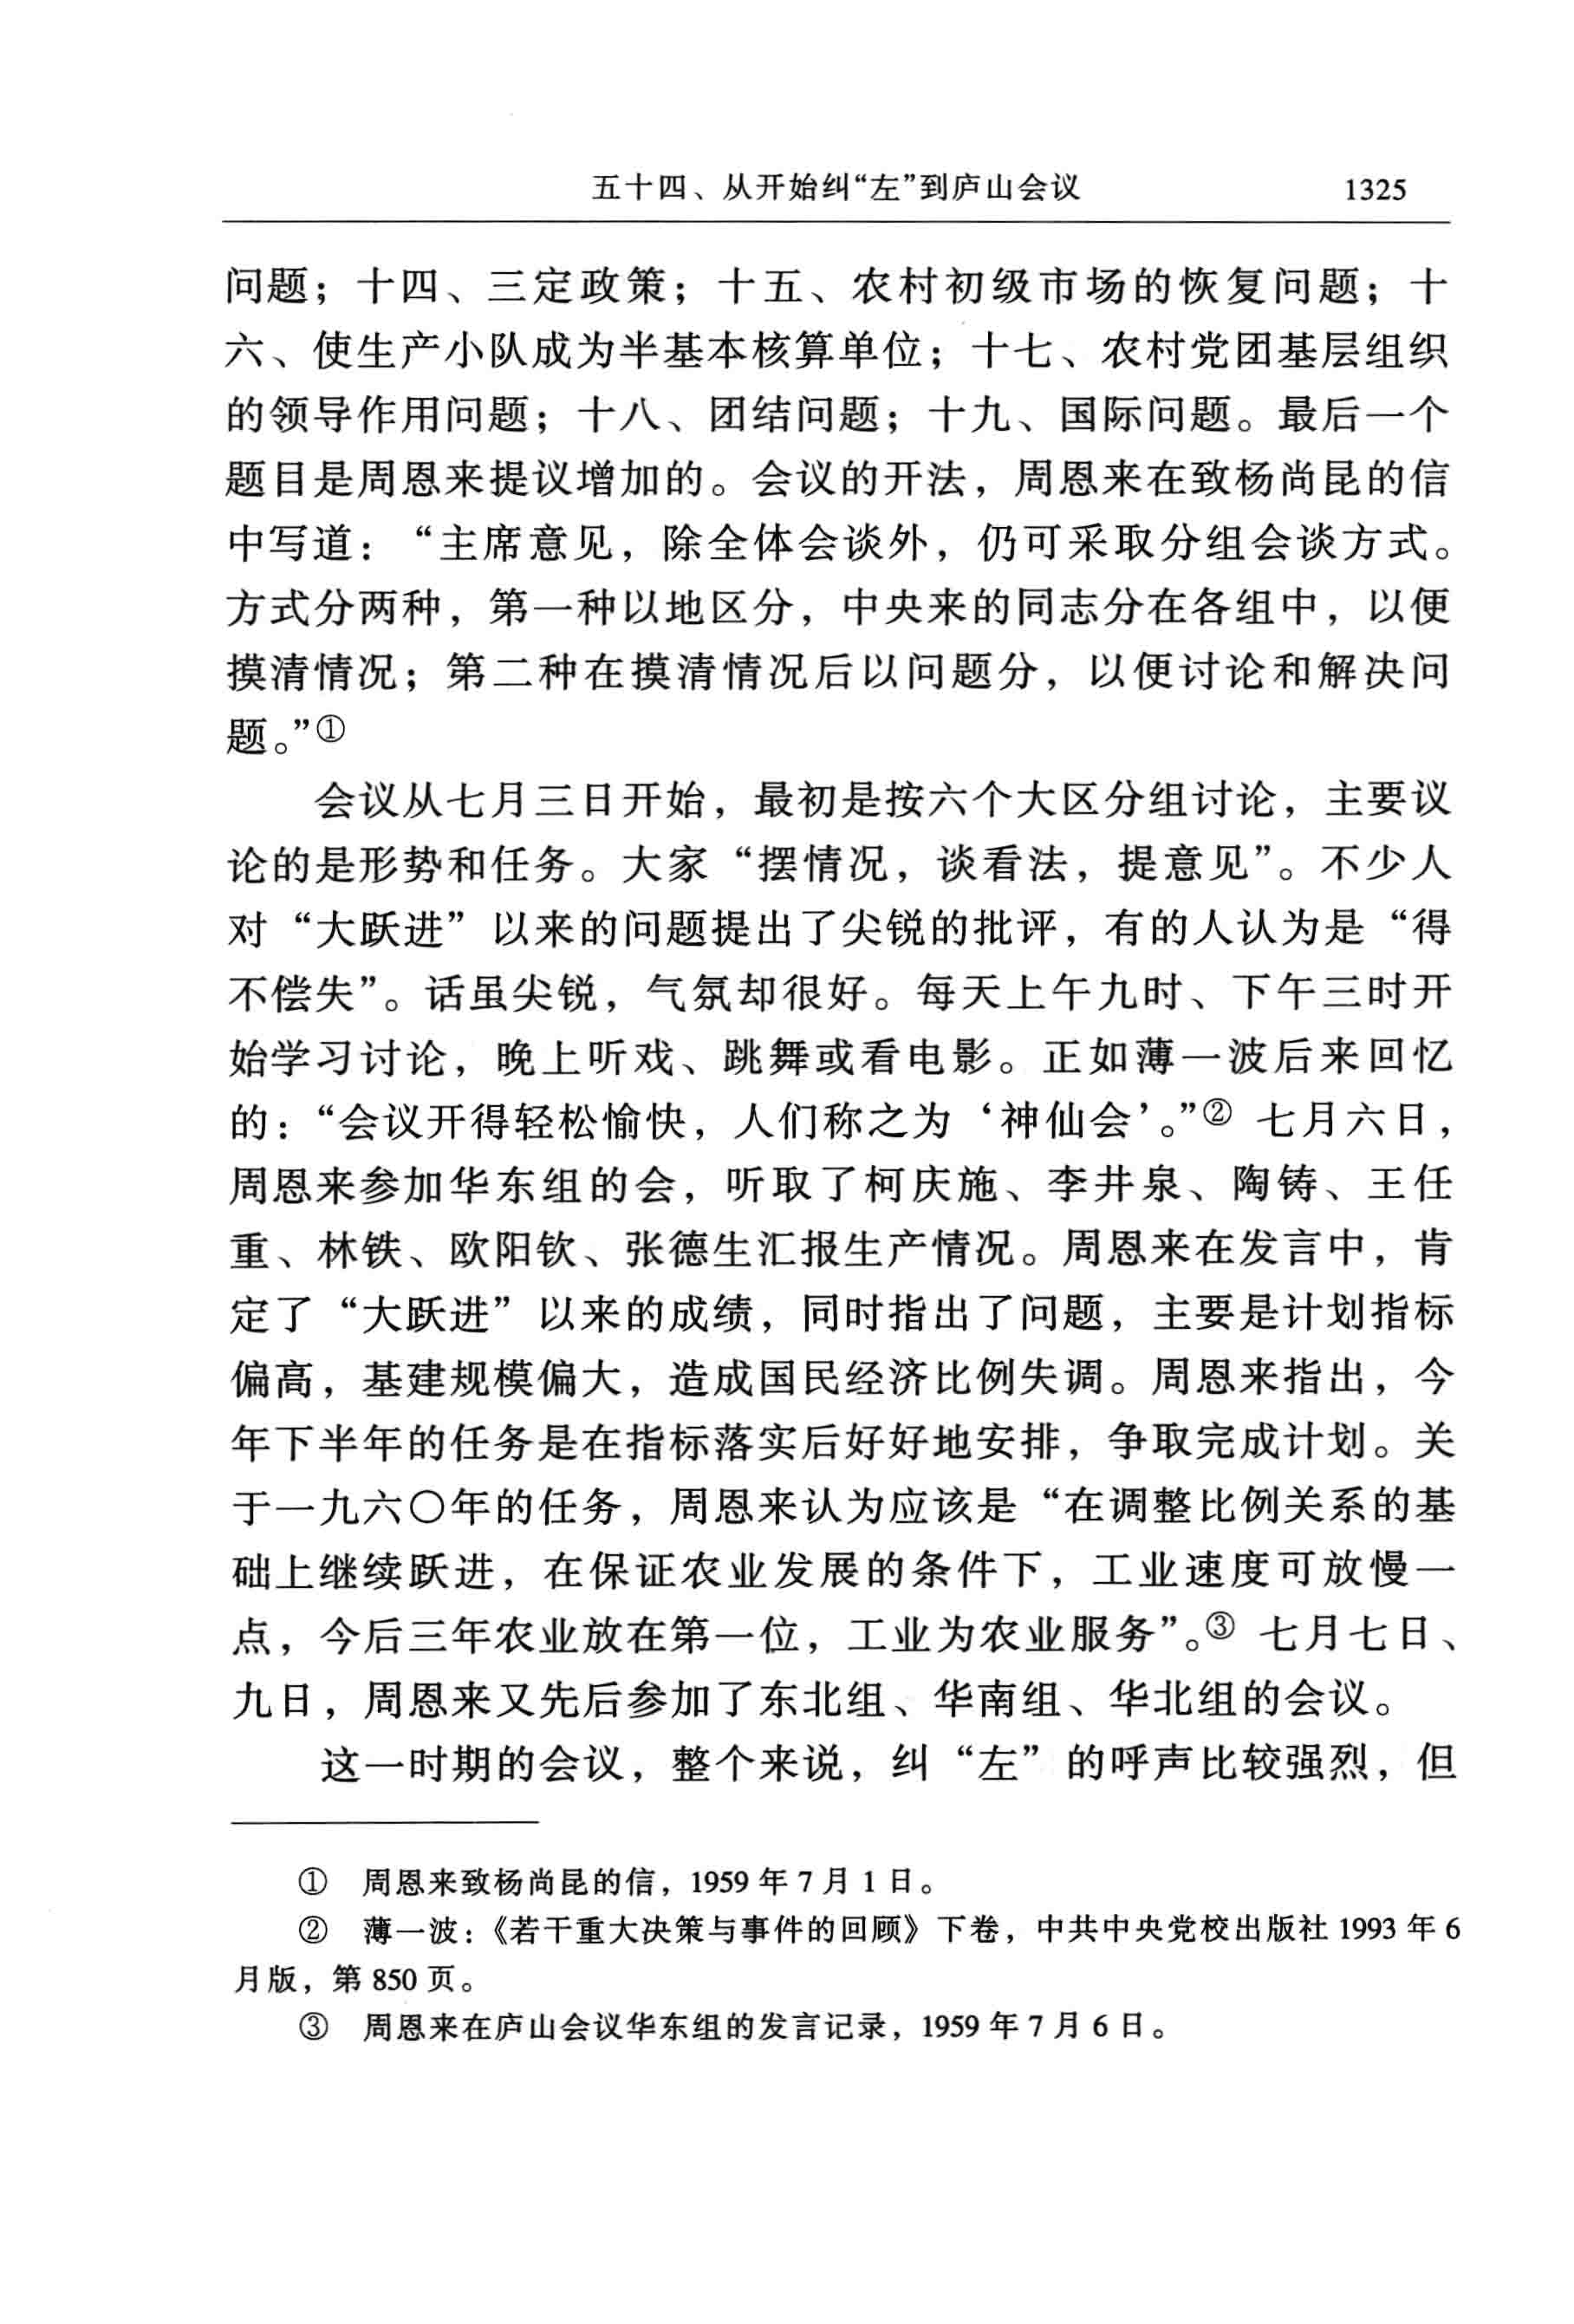 五十四、从开始纠“左”到庐山会议 1325
问题；十四、三定政策；十五、农村初级市场的恢复问题；十
六、使生产小队成为半基本核算单位；十七、农村党团基层组织
的领导作用问题；十八、团结问题；十九、国际问题。最后一个
题目是周恩来提议增加的。会议的开法，周恩来在致杨尚昆的信
中写道：“主席意见，除全体会谈外，仍可采取分组会谈方式。
方式分两种，第一种以地区分，中央来的同志分在各组中，以便
摸清情况；第二种在摸清情况后以问题分，以便讨论和解决问
题。”①
会议从七月三日开始，最初是按六个大区分组讨论，主要议
论的是形势和任务。大家“摆情况，谈看法，提意见”。不少人
对“大跃进”以来的问题提出了尖锐的批评，有的人认为是“得
不偿失”。话虽尖锐，气氛却很好。每天上午九时、下午三时开
始学习讨论，晚上听戏、跳舞或看电影。正如薄一波后来回忆
的：“会议开得轻松愉快，人们称之为‘神仙会’。”② 七月六日，
周恩来参加华东组的会，听取了柯庆施、李井泉、陶铸、王任
重、林铁、欧阳钦、张德生汇报生产情况。周恩来在发言中，肯
定了“大跃进”以来的成绩，同时指出了问题，主要是计划指标
偏高，基建规模偏大，造成国民经济比例失调。周恩来指出，今
年下半年的任务是在指标落实后好好地安排，争取完成计划。关
于一九六〇年的任务，周恩来认为应该是“在调整比例关系的基
础上继续跃进，在保证农业发展的条件下，工业速度可放慢一
点，今后三年农业放在第一位，工业为农业服务”。③ 七月七日、
九日，周恩来又先后参加了东北组、华南组、华北组的会议。
这一时期的会议，整个来说，纠“左”的呼声比较强烈，但
① 周恩来致杨尚昆的信，1959 年 7 月 1 日。
② 薄一波：《若干重大决策与事件的回顾》下卷，中共中央党校出版社 1993 年 6
月版，第 850 页。
③ 周恩来在庐山会议华东组的发言记录，1959 年 7 月 6 日。